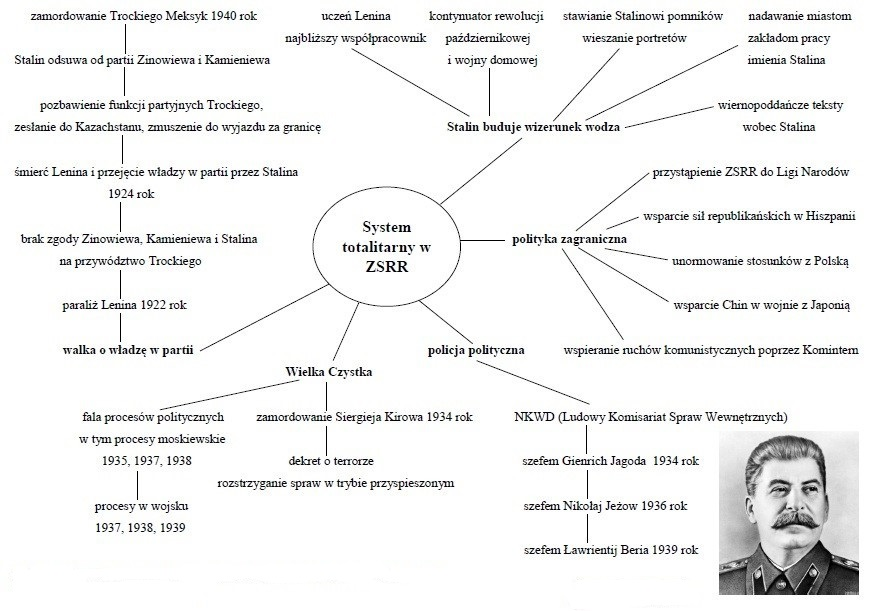 zamordowanie Trockiego Meksyk 1940 rok
Stalin odsuwa od partii Zinowiewa i Kamieniewa
pozbawienie funkcji partyjnych Trockiego,
zesłanie do Kazachstanu, zmuszenie do wyjazdu za granicę
śmierć Lenina i przejęcie władzy w partii przez Stalina
1924 rok
brak zgody Zinowiewa, Kamieniewa i Stalina
na przywództwo Trockiego
paraliż Lenina 1922 rok
walka o władzę w partii
uczeń Lenina
najbliższy współpracownik
kontynuator rewolucji
październikowej
i wojny domowej
stawianie Stalinowi pomników
wieszanie portretów
nadawanie miastom
zakładom pracy
imienia Stalina
Stalin buduje wizerunek wodza
wiernopoddańcze teksty
wobec Stalina
System
totalitarny w
ZSRR
polityka zagraniczna
przystąpienie ZSRR do Ligi Narodów
wsparcie sił republikańskich w Hiszpanii
unormowanie stosunków z Polską
wsparcie Chin w wojnie z Japonią
wspieranie ruchów komunistycznych poprzez Komintern
Wielka Czystka
fala procesów politycznych
w tym procesy moskiewskie
1935, 1937, 1938
procesy w wojsku
1937, 1938, 1939
zamordowanie Siergieja Kirowa 1934 rok
dekret o terrorze
rozstrzyganie spraw w trybie przyspieszonym
policja polityczna
NKWD (Ludowy Komisariat Spraw Wewnętrznych)
szefem Gienrich Jagoda 1934 rok
szefem Nikołaj Jeżow 1936 rok
szefem Ławrientij Beria 1939 rok